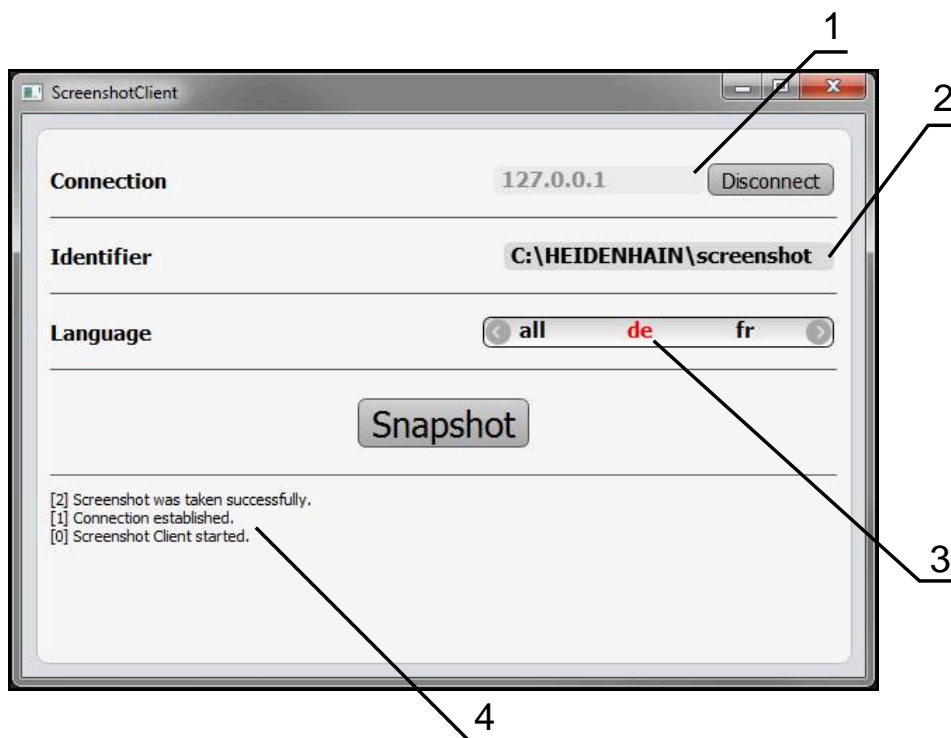 1
ScreenshotClient
2
Connection 127.0.0.1 Disconnect
Identifier C:\HEIDENHAIN\screenshot
Language all de fr
Snapshot
[2] Screenshot was taken successfully.
[1] Connection established.
[0] Screenshot Client started.
3
4